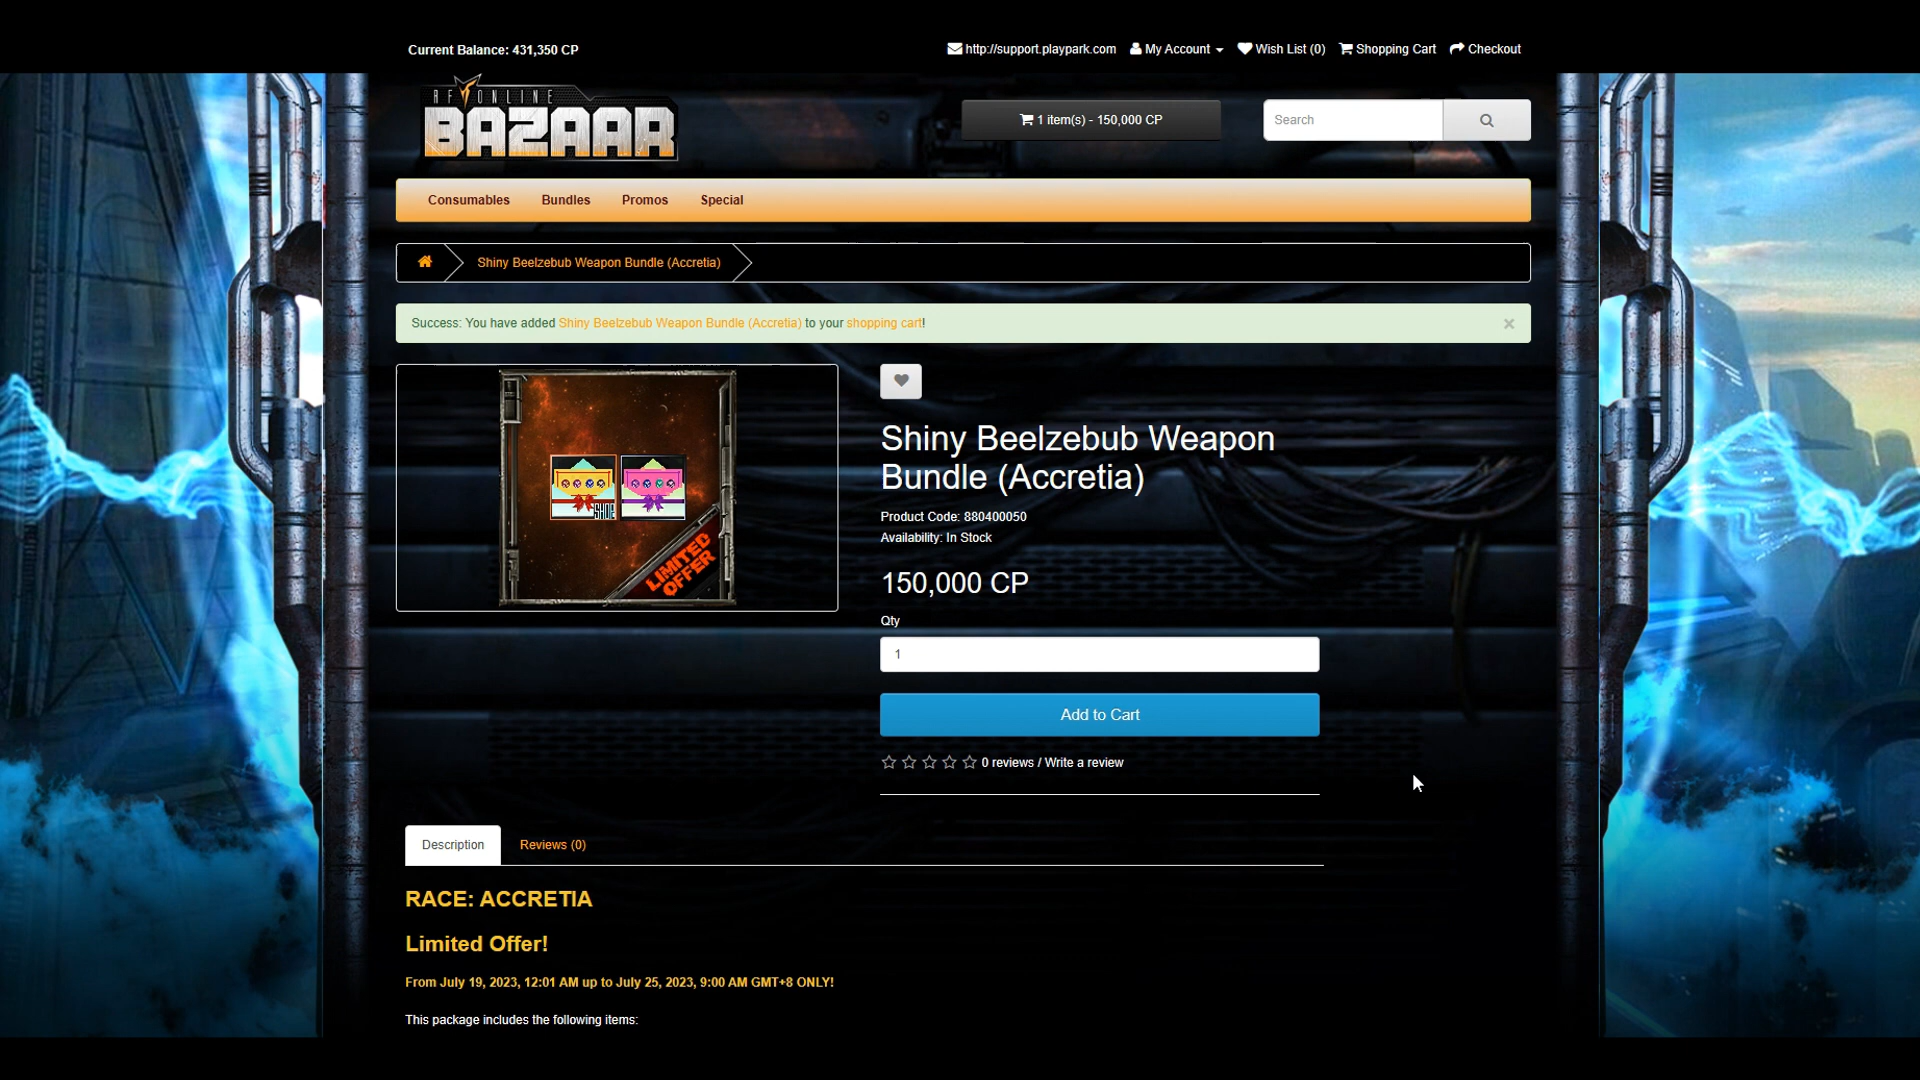 Current Balance: 431,350 CP
http://support.playpark.com My Account Wish List (0) Shopping Cart Checkout
RF ONLINE
BAZAAR
1 item(s) - 150,000 CP
Search
Consumables Bundles Promos Special
Shiny Beelzebub Weapon Bundle (Accretia)
Success: You have added Shiny Beelzebub Weapon Bundle (Accretia) to your shopping cart!
×
SHOP
LIMITED
OFFER
Shiny Beelzebub Weapon
Bundle (Accretia)
Product Code: 880400050
Availability: In Stock
150,000 CP
Qty
1
Add to Cart
0 reviews / Write a review
Description Reviews (0)
RACE: ACCRETIA
Limited Offer!
From July 19, 2023, 12:01 AM up to July 25, 2023, 9:00 AM GMT+8 ONLY!
This package includes the following items: